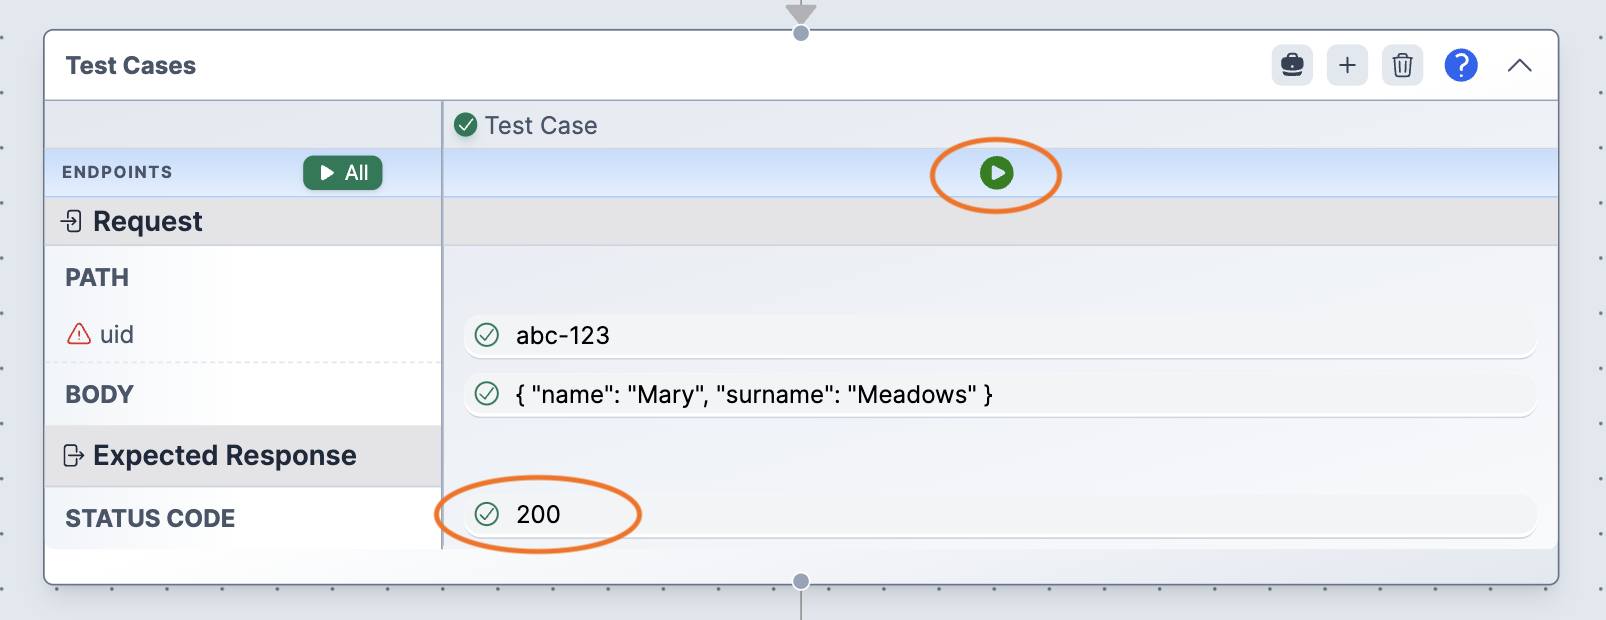 Test Cases
?
Test Case
ENDPOINTS
All
Request
PATH
uid
abc-123
BODY
{ "name": "Mary", "surname": "Meadows" }
Expected Response
STATUS CODE
200